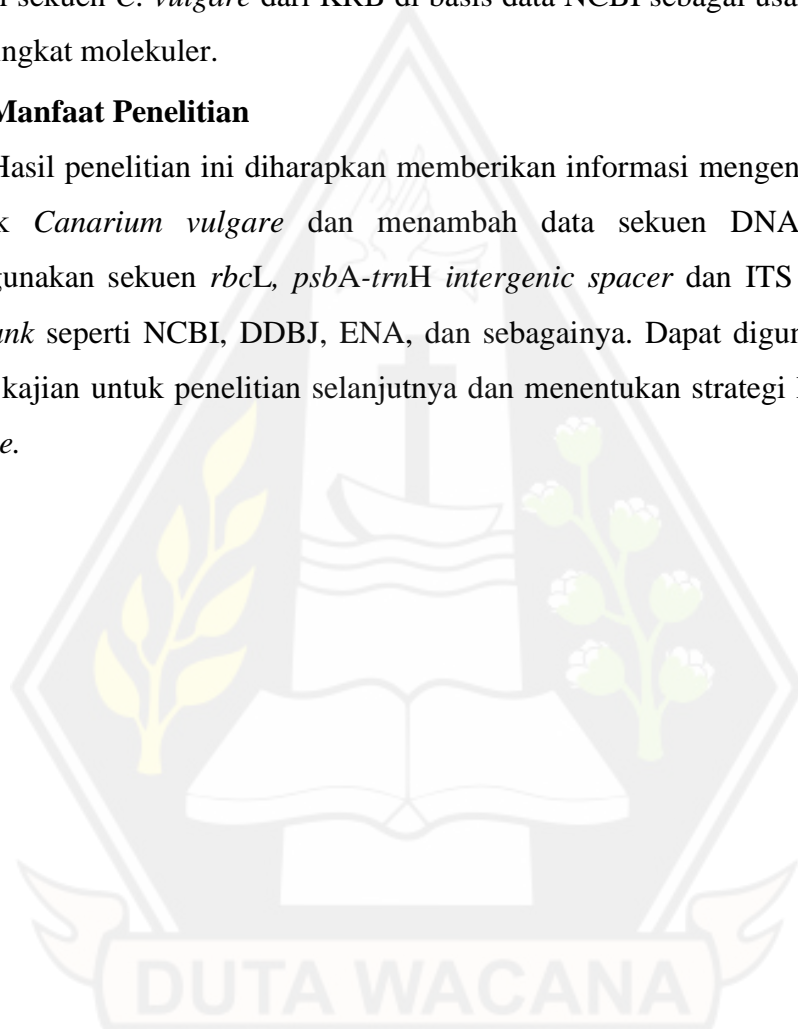 i sekuen C. vulgare dari KRB di basis data NCBI sebagai usa
ngkat molekuler.
Manfaat Penelitian
Hasil penelitian ini diharapkan memberikan informasi mengen
k Canarium vulgare dan menambah data sekuen DNA
gunakan sekuen rbcL, psbA-trnH intergenic spacer dan ITS
nk seperti NCBI, DDBJ, ENA, dan sebagainya. Dapat digun
kajian untuk penelitian selanjutnya dan menentukan strategi
e.
DUTA WACANA